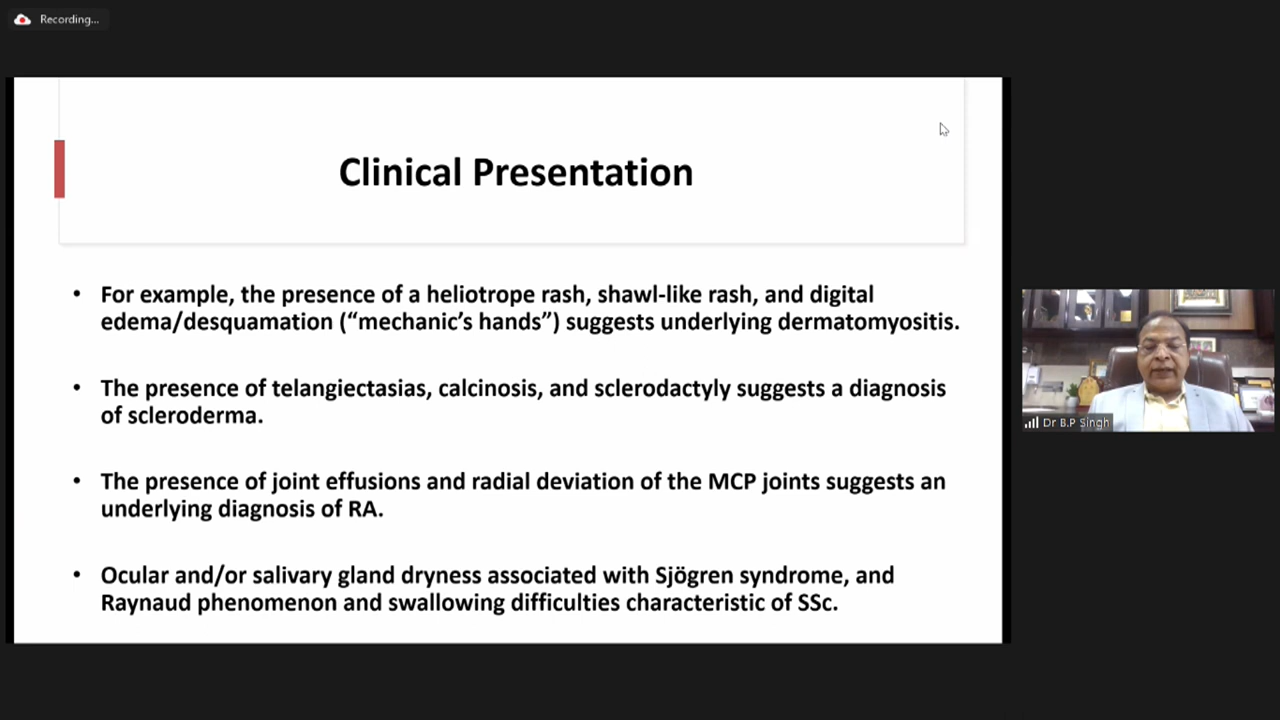 Recording...
Clinical Presentation
• For example, the presence of a heliotrope rash, shawl-like rash, and digital
edema/desquamation (“mechanic’s hands”) suggests underlying dermatomyositis.
• The presence of telangiectasias, calcinosis, and sclerodactyly suggests a diagnosis
of scleroderma.
• The presence of joint effusions and radial deviation of the MCP joints suggests an
underlying diagnosis of RA.
• Ocular and/or salivary gland dryness associated with Sjögren syndrome, and
Raynaud phenomenon and swallowing difficulties characteristic of SSc.
Dr B.P Singh